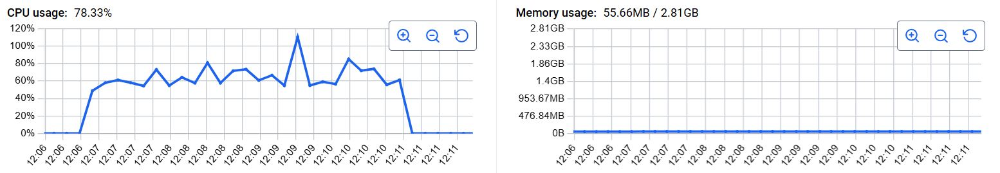 CPU usage: 78.33%
120%
100%
80%
60%
40%
20%
0%
12:06 12:06 12:06 12:07 12:07 12:07 12:08 12:08 12:08 12:08 12:08 12:09 12:09 12:09 12:09 12:10 12:10 12:10 12:10 12:11 12:11 12:11 12:11
Memory usage: 55.66MB / 2.81GB
2.81GB
2.33GB
1.86GB
1.4GB
953.67MB
476.84MB
0B
12:06 12:06 12:06 12:07 12:07 12:07 12:07 12:08 12:08 12:08 12:08 12:09 12:09 12:09 12:09 12:10 12:10 12:10 12:11 12:11 12:11 12:11